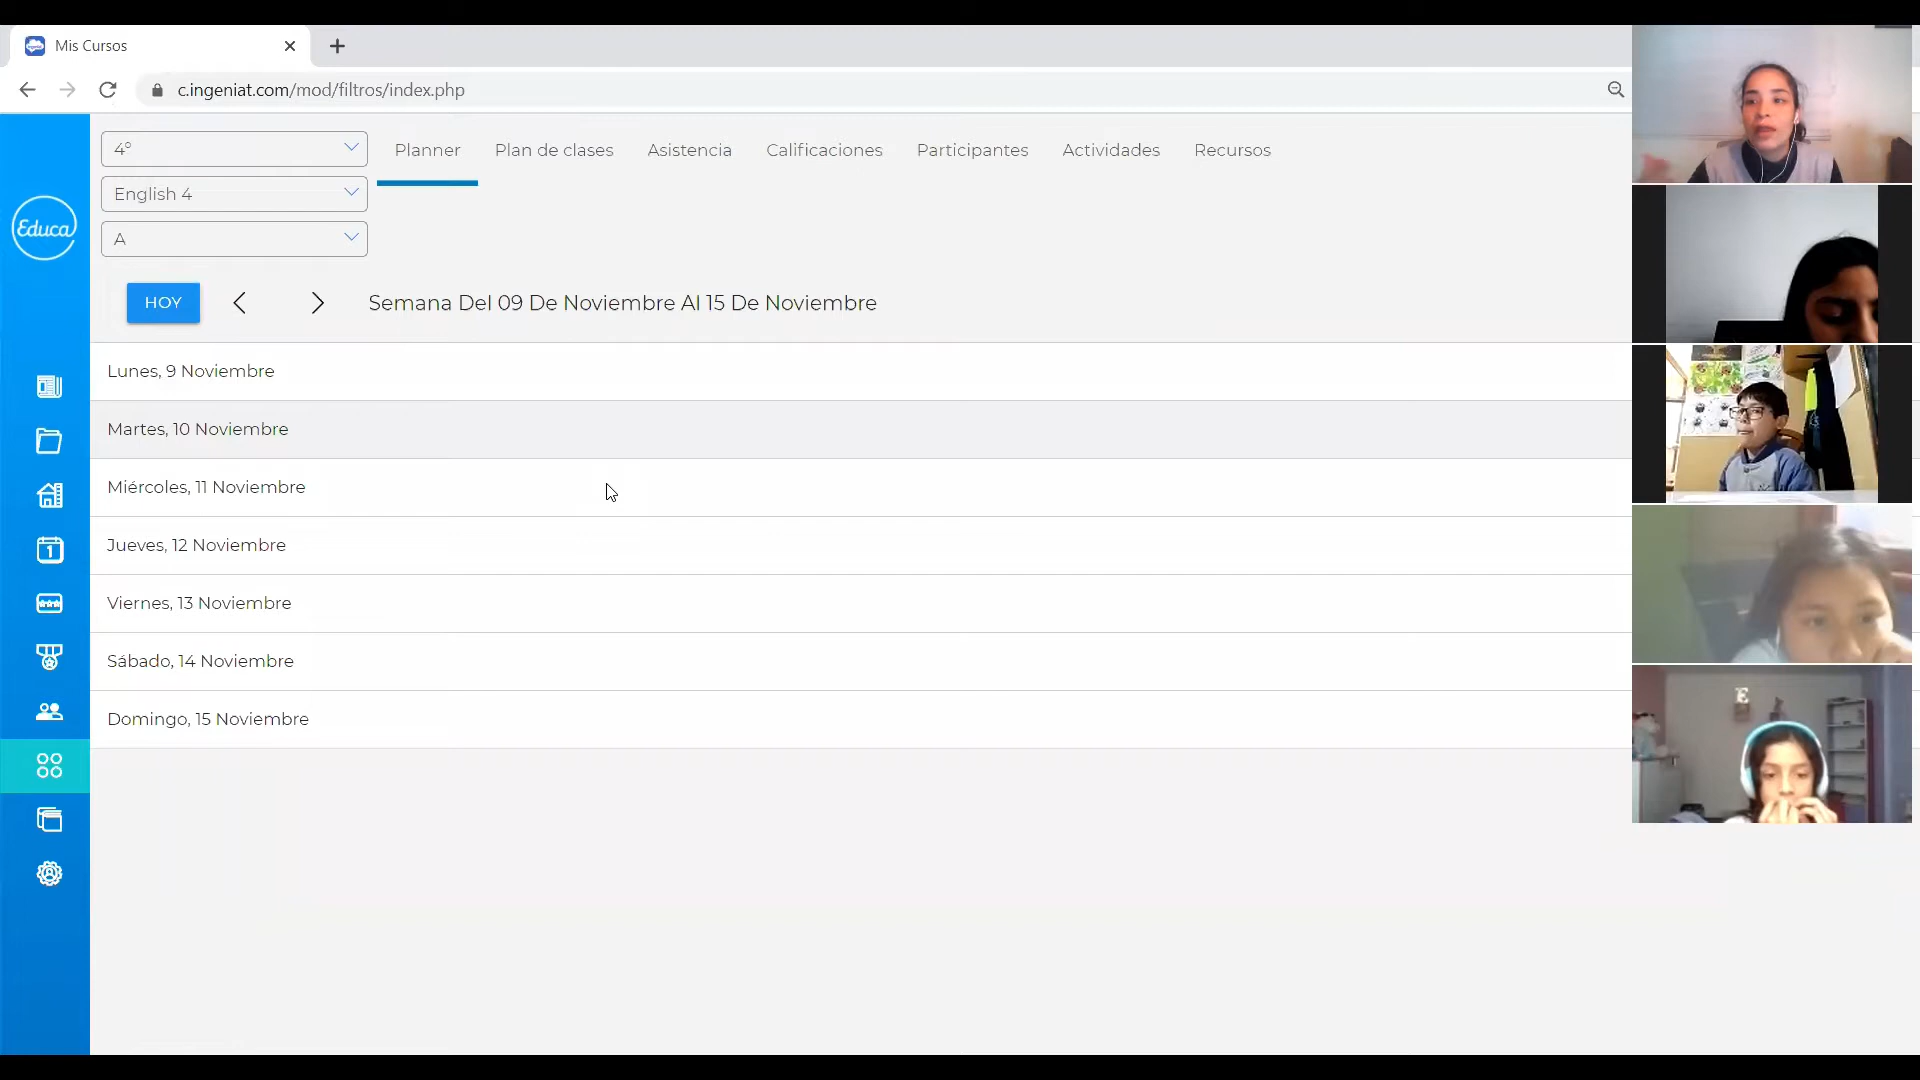 Mis Cursos
c.ingeniat.com/mod/filtros/index.php
4°
English 4
A
Planner
Plan de clases
Asistencia
Calificaciones
Participantes
Actividades
Recursos
Educa
HOY
Semana Del 09 De Noviembre Al 15 De Noviembre
Lunes, 9 Noviembre
Martes, 10 Noviembre
Miércoles, 11 Noviembre
Jueves, 12 Noviembre
Viernes, 13 Noviembre
Sábado, 14 Noviembre
Domingo, 15 Noviembre
1
E